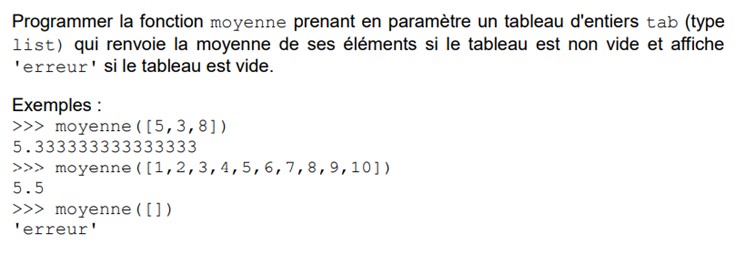 Programmer la fonction moyenne prenant en paramètre un tableau d'entiers tab (type
list) qui renvoie la moyenne de ses éléments si le tableau est non vide et affiche
'erreur' si le tableau est vide.
Exemples :
>>> moyenne([5,3,8])
5.333333333333333
>>> moyenne([1,2,3,4,5,6,7,8,9,10])
5.5
>>> moyenne([])
'erreur'